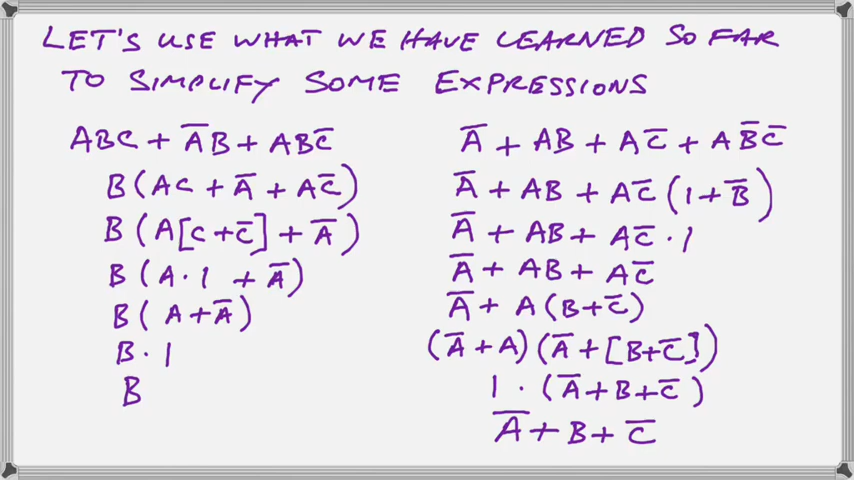 LET'S USE WHAT WE HAVE LEARNED SO FAR
TO SIMPLIFY SOME EXPRESSIONS
ABC + A̅B + ABC̅
B(AC + A̅ + AC̅)
B(A[C+C̅] + A̅)
B(A·1 + A̅)
B(A+A̅)
B·1
B
A̅ + AB + AC̅ + AB̅C̅
A̅ + AB + AC̅(1+B̅)
A̅ + AB + AC̅·1
A̅ + AB + AC̅
A̅ + A(B+C̅)
(A̅+A)(A̅+[B+C̅])
1·(A̅+B+C̅)
A̅+B+C̅